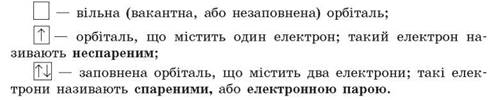 □ — вільна (вакантна, або незаповнена) орбіталь;
↑ — орбіталь, що містить один електрон; такий електрон на-
зивають неспареним;
↑↓ — заповнена орбіталь, що містить два електрони; такі елек-
трони називають спареними, або електронною парою.